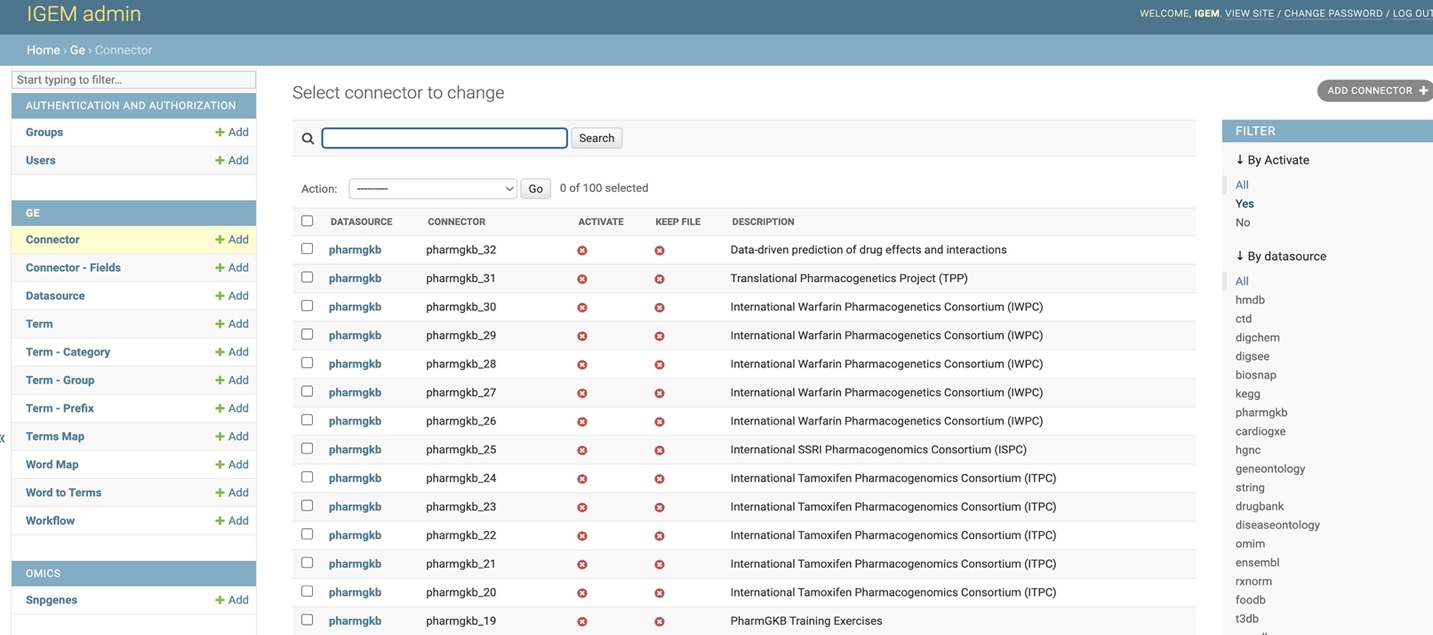 IGEM admin
WELCOME, IGEM. VIEW SITE / CHANGE PASSWORD / LOG OUT
Home › Ge › Connector
Start typing to filter...
AUTHENTICATION AND AUTHORIZATION
Groups + Add
Users + Add
GE
Connector + Add
Connector - Fields + Add
Datasource + Add
Term + Add
Term - Category + Add
Term - Group + Add
Term - Prefix + Add
Terms Map + Add
Word Map + Add
Word to Terms + Add
Workflow + Add
OMICS
Snpgenes + Add
«
Select connector to change
ADD CONNECTOR +
Search
Action: --------- Go 0 of 100 selected
DATASOURCE CONNECTOR ACTIVATE KEEP FILE DESCRIPTION
pharmgkb pharmgkb_32 Data-driven prediction of drug effects and interactions
pharmgkb pharmgkb_31 Translational Pharmacogenetics Project (TPP)
pharmgkb pharmgkb_30 International Warfarin Pharmacogenetics Consortium (IWPC)
pharmgkb pharmgkb_29 International Warfarin Pharmacogenetics Consortium (IWPC)
pharmgkb pharmgkb_28 International Warfarin Pharmacogenetics Consortium (IWPC)
pharmgkb pharmgkb_27 International Warfarin Pharmacogenetics Consortium (IWPC)
pharmgkb pharmgkb_26 International Warfarin Pharmacogenetics Consortium (IWPC)
pharmgkb pharmgkb_25 International SSRI Pharmacogenomics Consortium (ISPC)
pharmgkb pharmgkb_24 International Tamoxifen Pharmacogenomics Consortium (ITPC)
pharmgkb pharmgkb_23 International Tamoxifen Pharmacogenomics Consortium (ITPC)
pharmgkb pharmgkb_22 International Tamoxifen Pharmacogenomics Consortium (ITPC)
pharmgkb pharmgkb_21 International Tamoxifen Pharmacogenomics Consortium (ITPC)
pharmgkb pharmgkb_20 International Tamoxifen Pharmacogenomics Consortium (ITPC)
pharmgkb pharmgkb_19 PharmGKB Training Exercises
FILTER
↓ By Activate
All
Yes
No
↓ By datasource
All
hmdb
ctd
digchem
digsee
biosnap
kegg
pharmgkb
cardiogxe
hgnc
geneontology
string
drugbank
diseaseontology
omim
ensembl
rxnorm
foodb
t3db